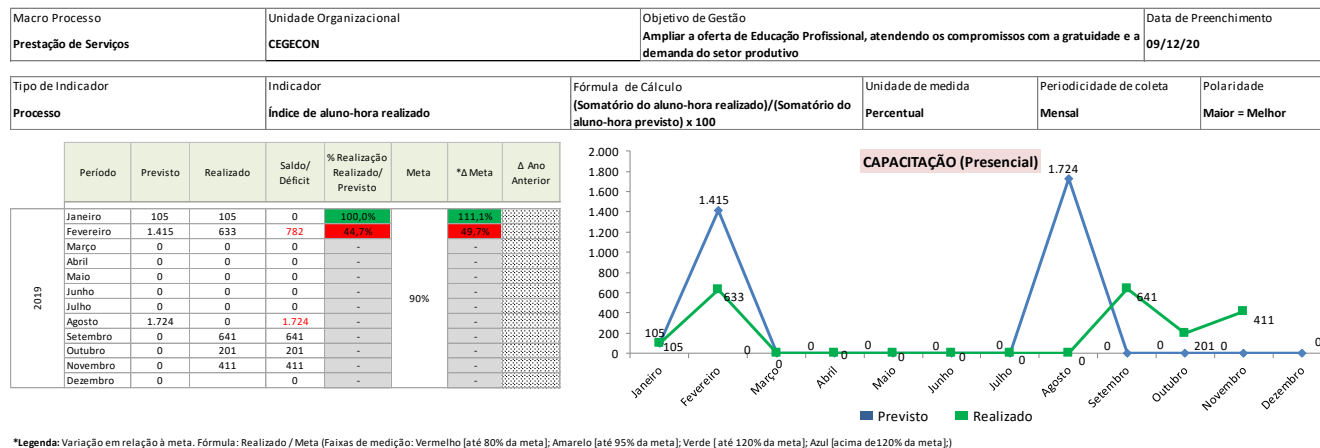 Macro Processo Unidade Organizacional Objetivo de Gestão Data de Preenchimento
Prestação de Serviços CEGECON Ampliar a oferta de Educação Profissional, atendendo os compromissos com a gratuidade e a demanda do setor produtivo 09/12/20
Tipo de Indicador Indicador Fórmula de Cálculo Unidade de medida Periodicidade de coleta Polaridade
Processo Índice de aluno-hora realizado (Somatório do aluno-hora realizado)/(Somatório do aluno-hora previsto) x 100 Percentual Mensal Maior = Melhor
Período Previsto Realizado Saldo/ Déficit % Realização Realizado/ Previsto Meta *Δ Meta Δ Ano Anterior
2019
Janeiro 105 105 0 100,0% 111,1%
Fevereiro 1.415 633 782 44,7% 49,7%
Março 0 0 0 - -
Abril 0 0 0 - -
Maio 0 0 0 - -
Junho 0 0 0 - -
90%
Julho 0 0 0 - -
Agosto 1.724 0 1.724 - -
Setembro 0 641 641 - -
Outubro 0 201 201 - -
Novembro 0 411 411 - -
Dezembro 0 0 - -
CAPACITAÇÃO (Presencial)
2.000
1.800
1.600
1.400
1.200
1.000
800
600
400
200
0
105 1.415 0 0 0 0 0 1.724 0 0 0 0
105 633 0 0 0 0 0 0 641 201 411
Janeiro Fevereiro Março Abril Maio Junho Julho Agosto Setembro Outubro Novembro Dezembro
Previsto Realizado
*Legenda: Variação em relação à meta. Fórmula: Realizado / Meta (Faixas de medição: Vermelho [até 80% da meta]; Amarelo [até 95% da meta]; Verde [ até 120% da meta]; Azul [acima de120% da meta];)